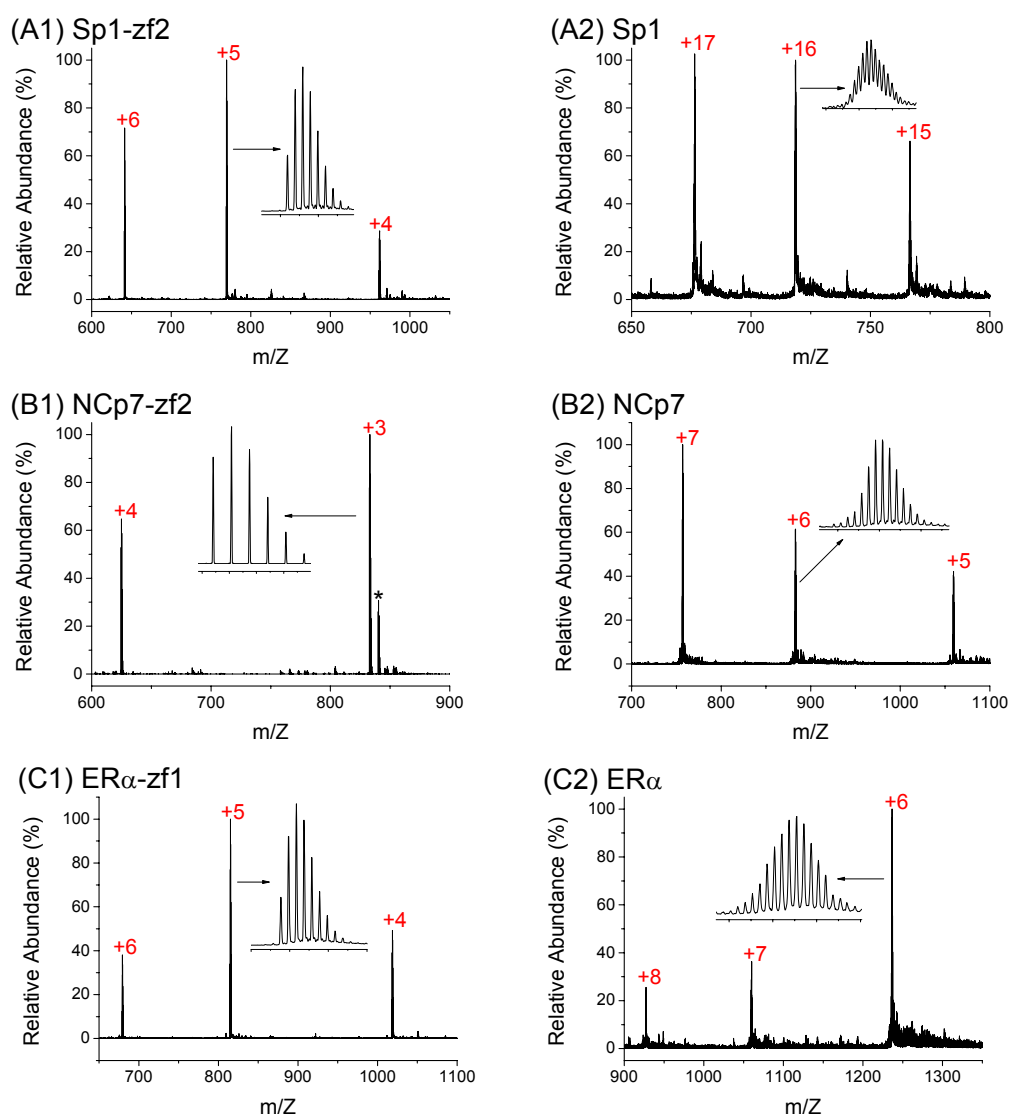 (A1) Sp1-zf2
Relative Abundance (%)
100
80
60
40
20
0
+6
+5
+4
600 700 800 900 1000
m/Z
(A2) Sp1
Relative Abundance (%)
100
80
60
40
20
0
+17
+16
+15
650 700 750 800
m/Z
(B1) NCp7-zf2
Relative Abundance (%)
100
80
60
40
20
0
+4
+3
*
600 700 800 900
m/Z
(B2) NCp7
Relative Abundance (%)
100
80
60
40
20
0
+7
+6
+5
700 800 900 1000 1100
m/Z
(C1) ERα-zf1
Relative Abundance (%)
100
80
60
40
20
0
+6
+5
+4
700 800 900 1000 1100
m/Z
(C2) ERα
Relative Abundance (%)
100
80
60
40
20
0
+8
+7
+6
900 1000 1100 1200 1300
m/Z